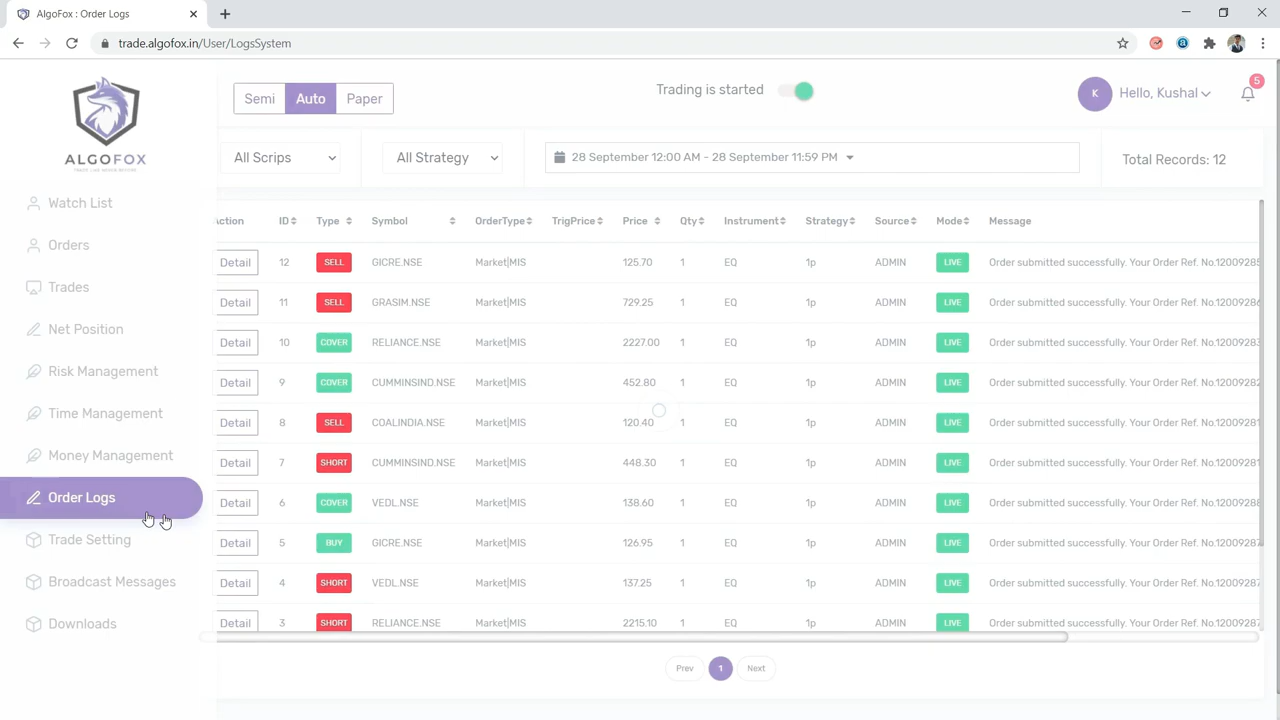 AlgoFox : Order Logs
trade.algofox.in/User/LogsSystem
ALGOFOX
Semi Auto Paper
Trading is started
K
Hello, Kushal
5
All Scrips
All Strategy
28 September 12:00 AM - 28 September 11:59 PM
Total Records: 12
Watch List
Orders
Trades
Net Position
Risk Management
Time Management
Money Management
Order Logs
Trade Setting
Broadcast Messages
Downloads
ction ID Type Symbol OrderType TrigPrice Price Qty Instrument Strategy Source Mode Message
Detail 12 SELL GICRE.NSE Market|MIS 125.70 1 EQ 1p ADMIN LIVE Order submitted successfully. Your Order Ref. No.12009285
Detail 11 SELL GRASIM.NSE Market|MIS 729.25 1 EQ 1p ADMIN LIVE Order submitted successfully. Your Order Ref. No.12009286
Detail 10 COVER RELIANCE.NSE Market|MIS 2227.00 1 EQ 1p ADMIN LIVE Order submitted successfully. Your Order Ref. No.12009283
Detail 9 COVER CUMMINSIND.NSE Market|MIS 452.80 1 EQ 1p ADMIN LIVE Order submitted successfully. Your Order Ref. No.12009282
Detail 8 SELL COALINDIA.NSE Market|MIS 120.40 1 EQ 1p ADMIN LIVE Order submitted successfully. Your Order Ref. No.12009281
Detail 7 SHORT CUMMINSIND.NSE Market|MIS 448.30 1 EQ 1p ADMIN LIVE Order submitted successfully. Your Order Ref. No.12009281
Detail 6 COVER VEDL.NSE Market|MIS 138.60 1 EQ 1p ADMIN LIVE Order submitted successfully. Your Order Ref. No.12009288
Detail 5 BUY GICRE.NSE Market|MIS 126.95 1 EQ 1p ADMIN LIVE Order submitted successfully. Your Order Ref. No.12009287
Detail 4 SHORT VEDL.NSE Market|MIS 137.25 1 EQ 1p ADMIN LIVE Order submitted successfully. Your Order Ref. No.12009287
Detail 3 SHORT RELIANCE.NSE Market|MIS 2215.10 1 EQ 1p ADMIN LIVE Order submitted successfully. Your Order Ref. No.12009287
Prev 1 Next